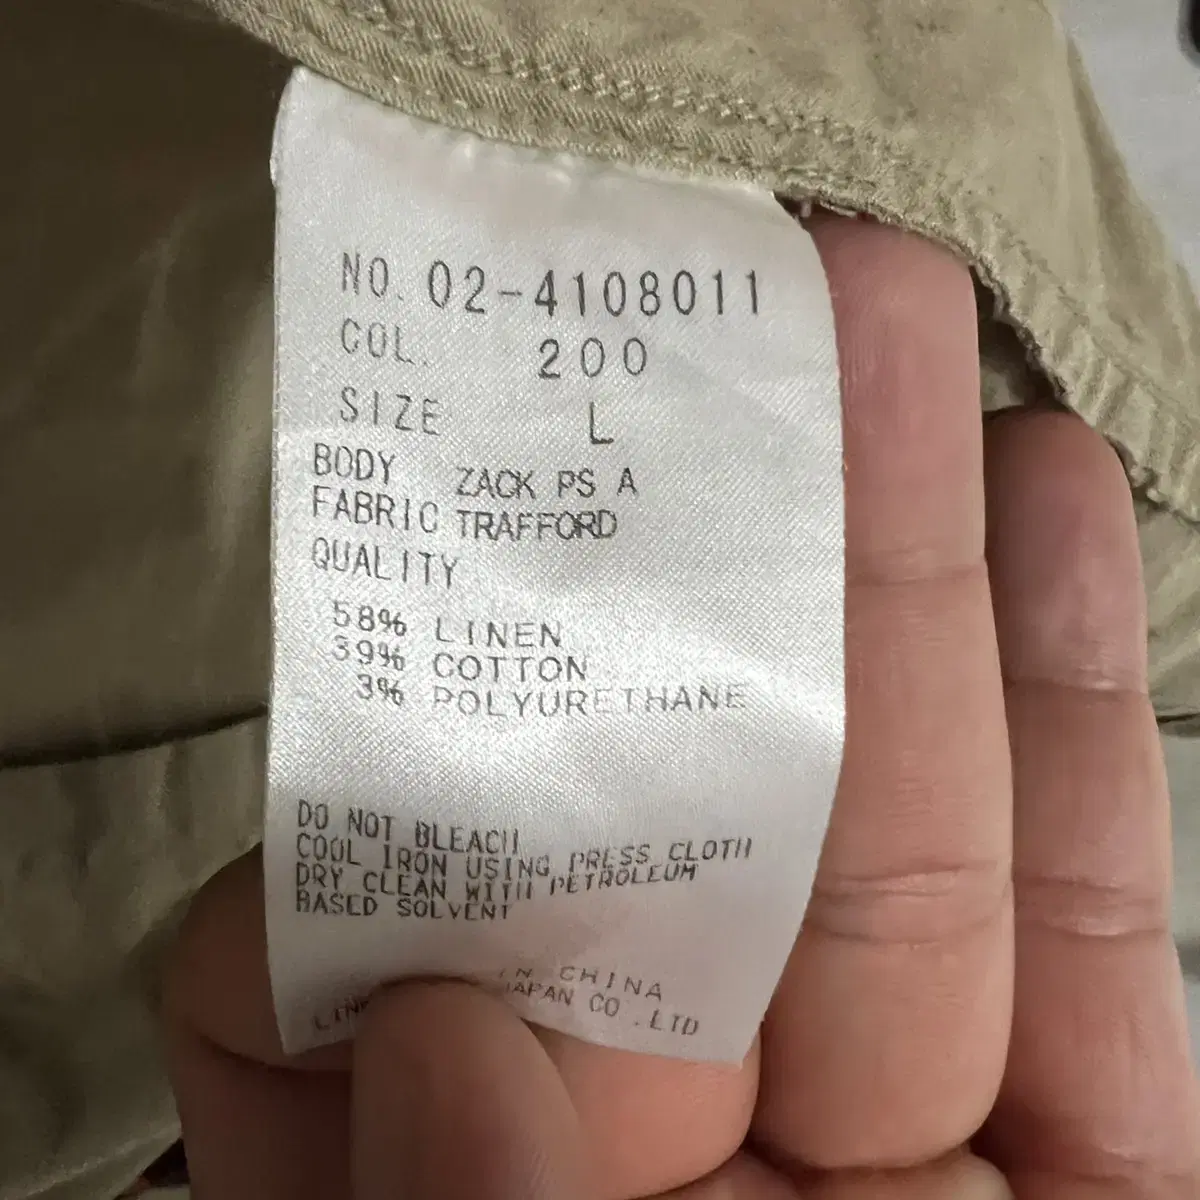 NO. 02-4108011
COL. 200
SIZE L
BODY ZACK PS A
FABRIC TRAFFORD
QUALITY
58% LINEN
39% COTTON
3% POLYURETHANE
DO NOT BLEACH
COOL IRON USING PRESS CLOTH
DRY CLEAN WITH PETROLEUM
BASED SOLVENT
IN CHINA
JAPAN CO .LTD